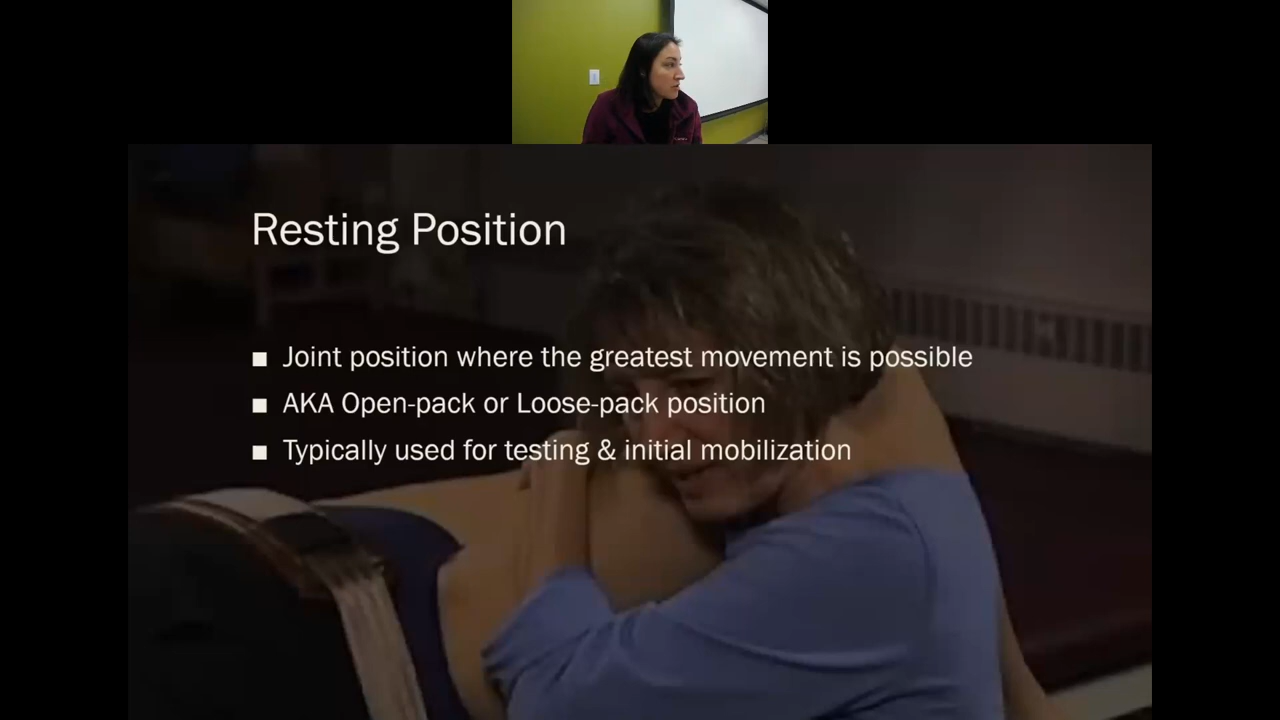 Resting Position
■ Joint position where the greatest movement is possible
■ AKA Open-pack or Loose-pack position
■ Typically used for testing & initial mobilization